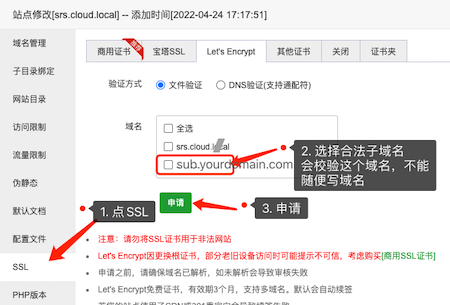 站点修改[srs.cloud.local] -- 添加时间[2022-04-24 17:17:51]
域名管理
子目录绑定
网站目录
访问限制
流量限制
伪静态
默认文档
配置文件
SSL
PHP版本
商用证书
推荐
宝塔SSL
Let's Encrypt
其他证书
关闭
证书夹
验证方式
文件验证
DNS验证(支持通配符)
域名
全选
srs.cloud.local
sub.yourdomain.com
2. 选择合法子域名
会校验这个域名，不能
随便写域名
申请
1. 点 SSL
3. 申请
注意：请勿将SSL证书用于非法网站
Let's Encrypt因更换根证书，部分老旧设备访问时可能提示不可信，考虑购买[商用SSL证书]
申请之前，请确保域名已解析，如未解析会导致审核失败
Let's Encrypt免费证书，有效期3个月，支持多域名。默认会自动续签